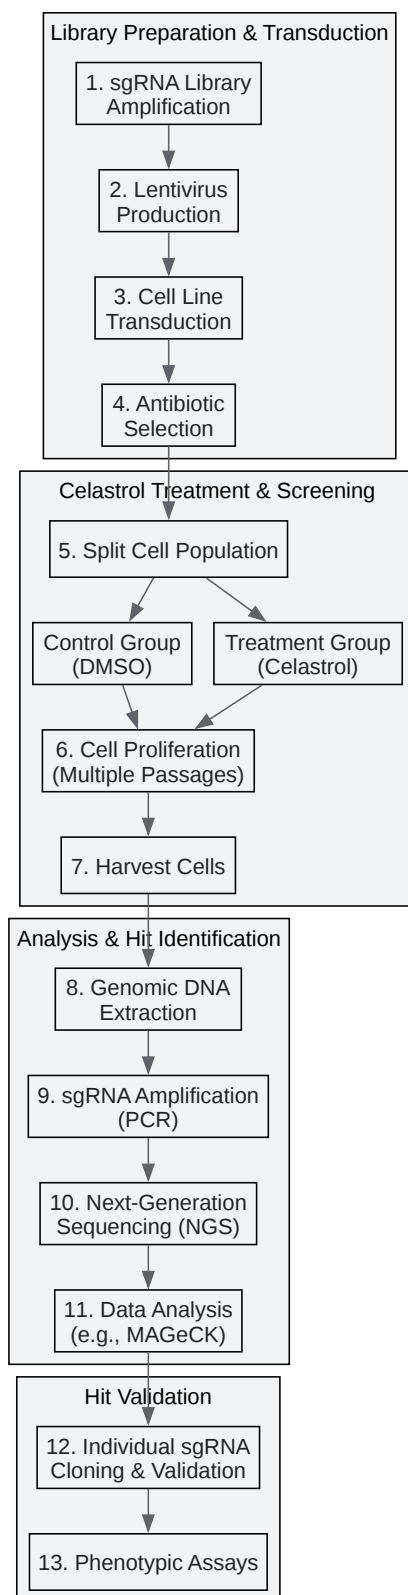 Library Preparation & Transduction
1. sgRNA Library
Amplification
2. Lentivirus
Production
3. Cell Line
Transduction
4. Antibiotic
Selection
Celastrol Treatment & Screening
5. Split Cell Population
Control Group
(DMSO)
Treatment Group
(Celastrol)
6. Cell Proliferation
(Multiple Passages)
7. Harvest Cells
Analysis & Hit Identification
8. Genomic DNA
Extraction
9. sgRNA Amplification
(PCR)
10. Next-Generation
Sequencing (NGS)
11. Data Analysis
(e.g., MAGeCK)
Hit Validation
12. Individual sgRNA
Cloning & Validation
13. Phenotypic Assays